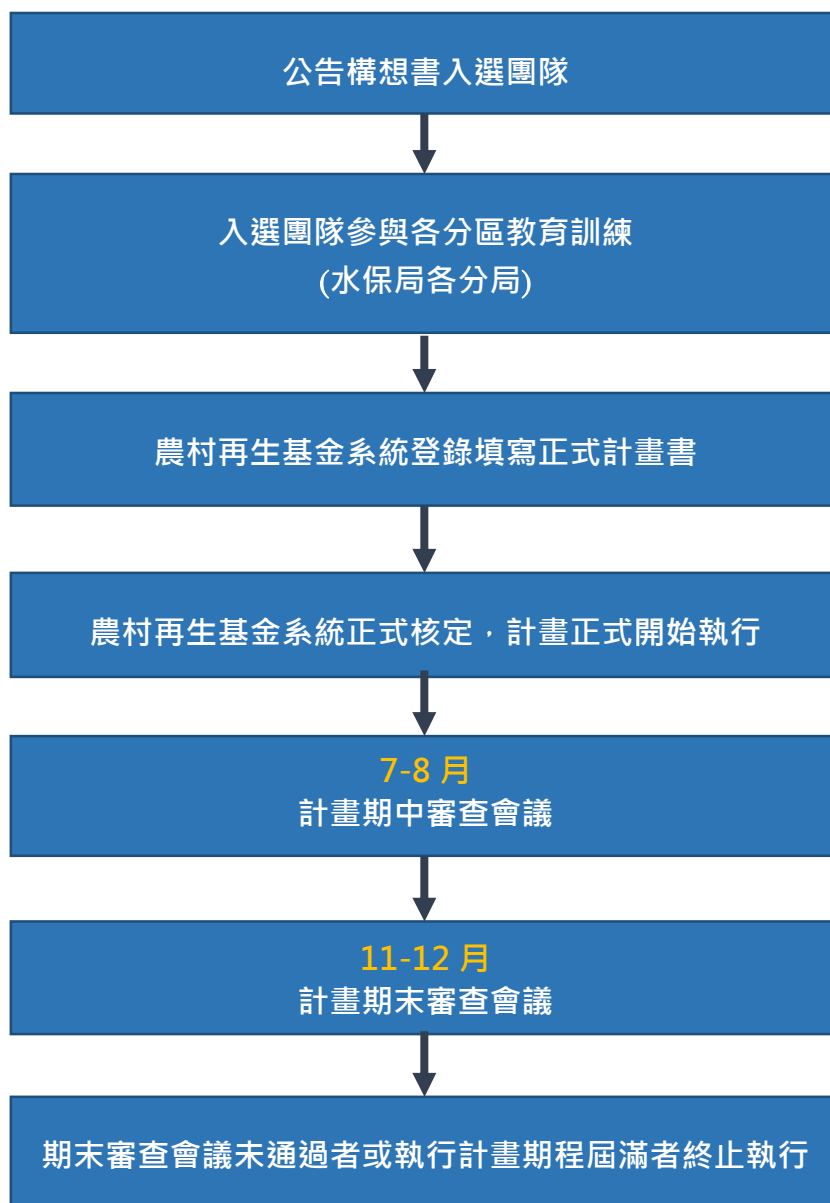 公告構想書入選團隊
入選團隊參與各分區教育訓練
(水保局各分局)
農村再生基金系統登錄填寫正式計畫書
農村再生基金系統正式核定，計畫正式開始執行
7-8 月
計畫期中審查會議
11-12 月
計畫期末審查會議
期末審查會議未通過者或執行計畫期程屆滿者終止執行